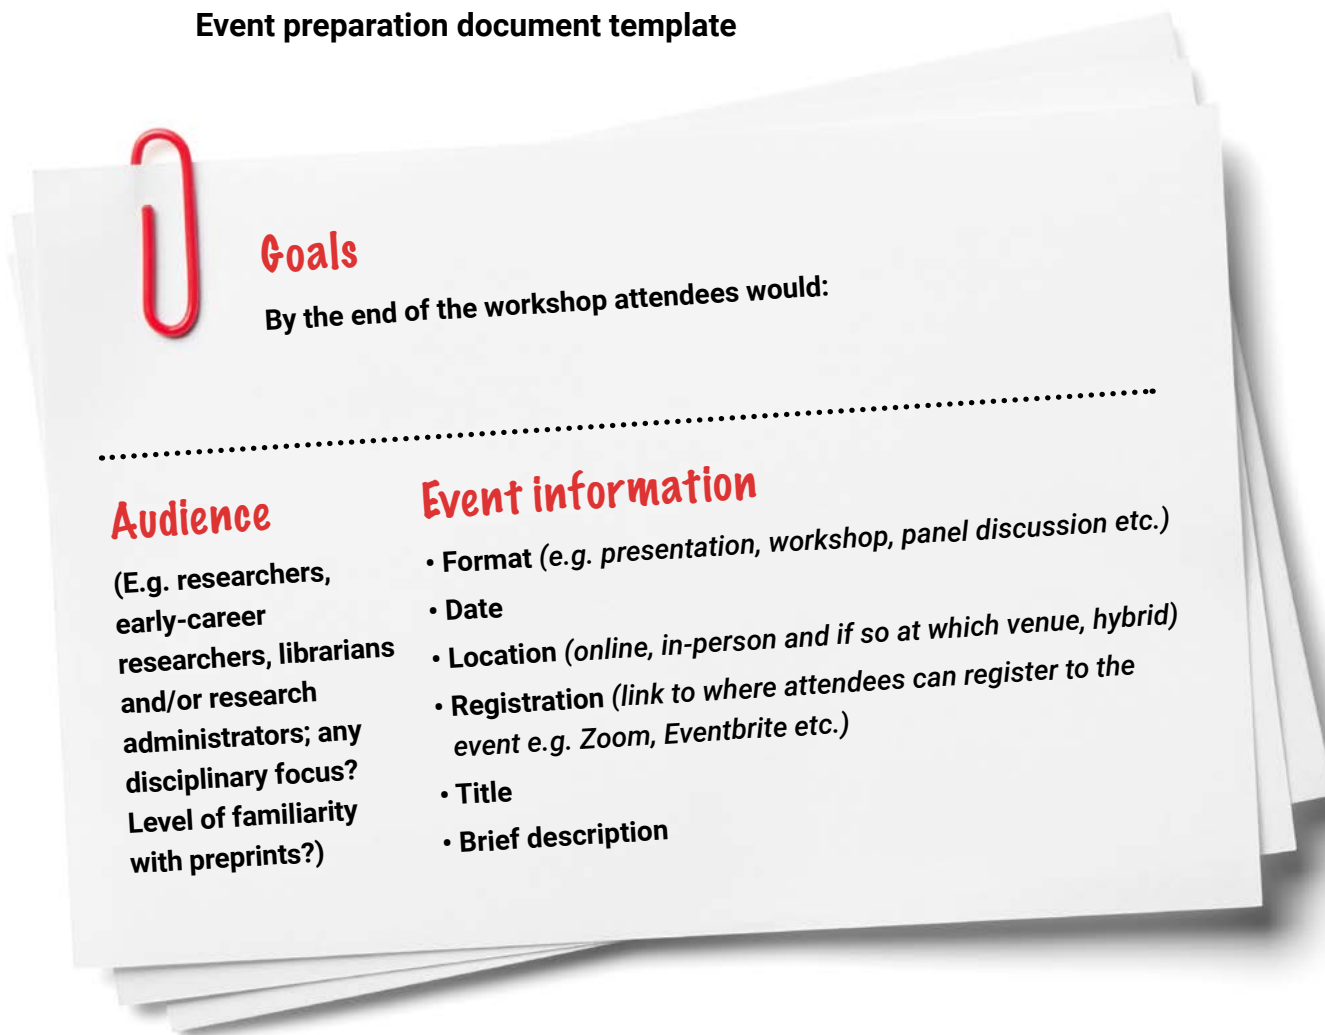 Event preparation document template
Goals
By the end of the workshop attendees would:
Audience
(E.g. researchers,
early-career
researchers, librarians
and/or research
administrators; any
disciplinary focus?
Level of familiarity
with preprints?)
Event information
• Format (e.g. presentation, workshop, panel discussion etc.)
• Date
• Location (online, in-person and if so at which venue, hybrid)
• Registration (link to where attendees can register to the
event e.g. Zoom, Eventbrite etc.)
• Title
• Brief description